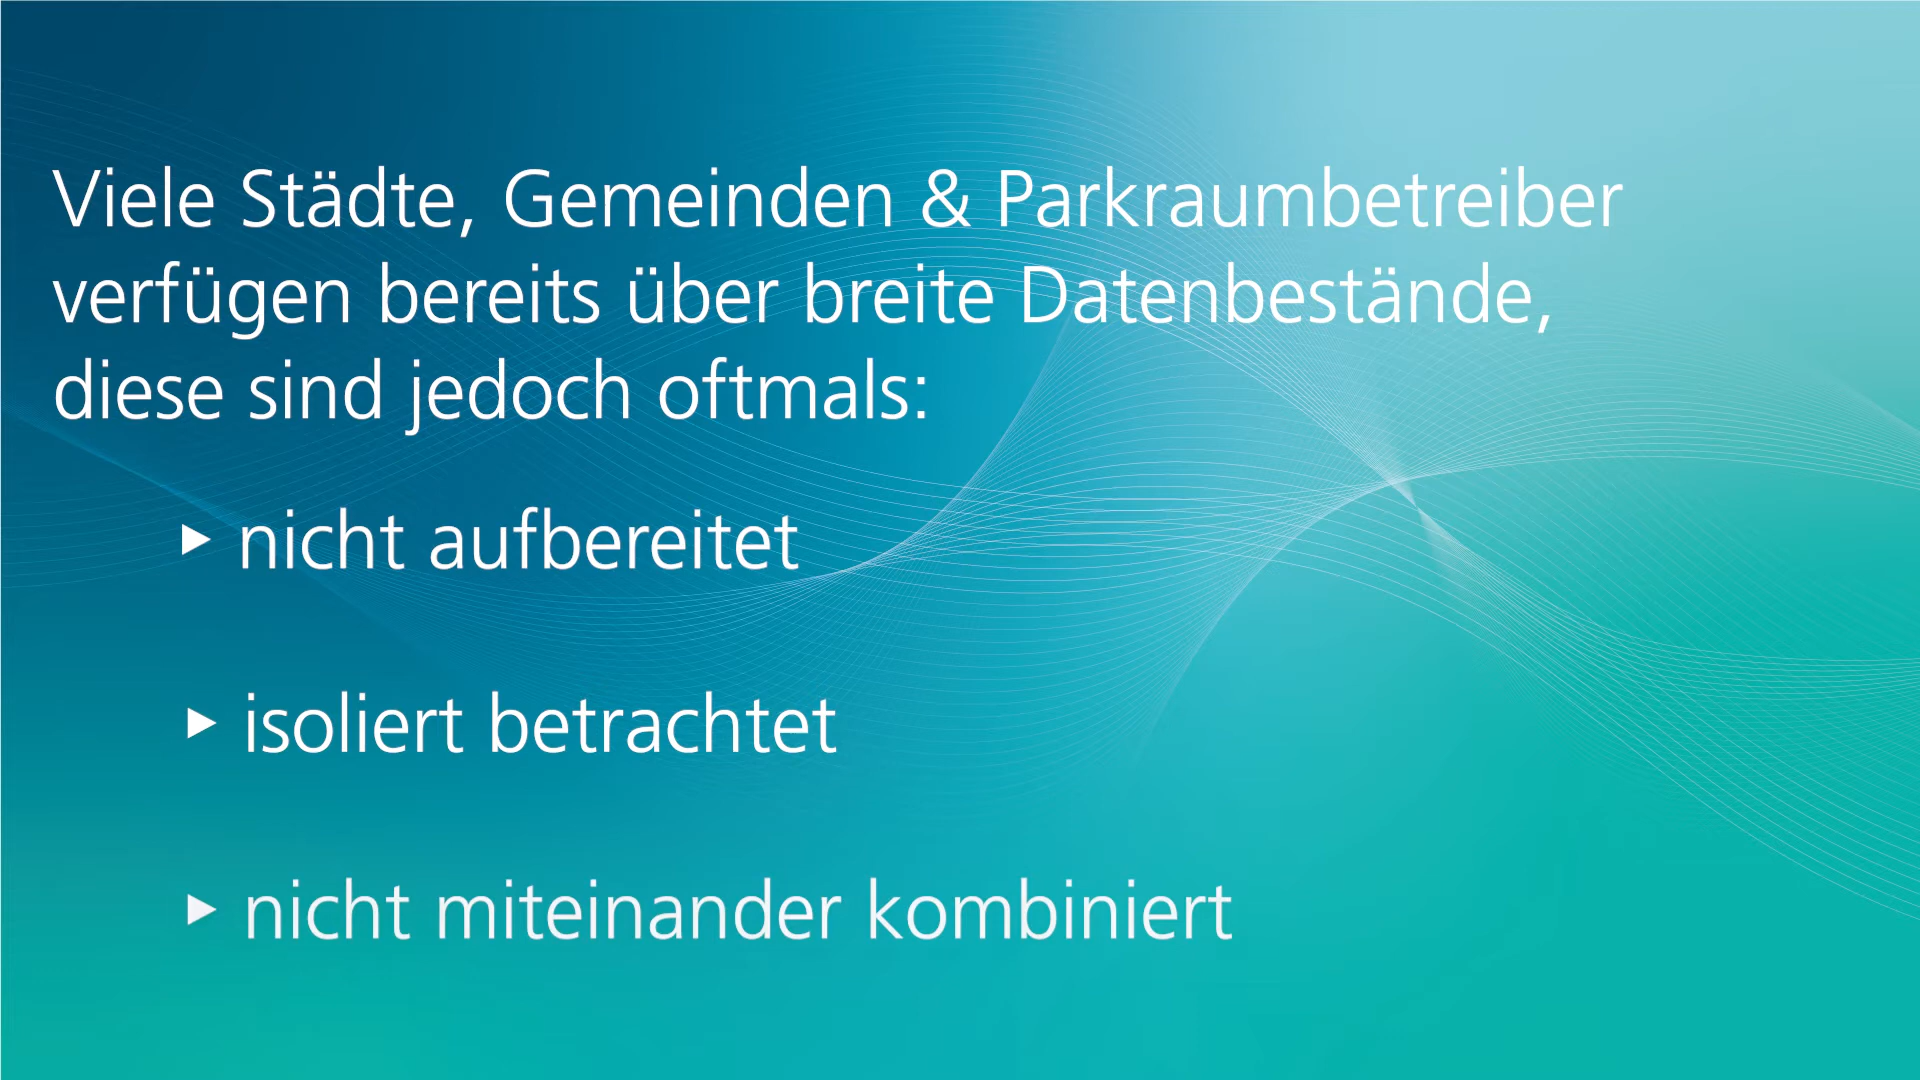 Viele Städte, Gemeinden & Parkraumbetreiber
verfügen bereits über breite Datenbestände,
diese sind jedoch oftmals:
▸ nicht aufbereitet
▸ isoliert betrachtet
▸ nicht miteinander kombiniert